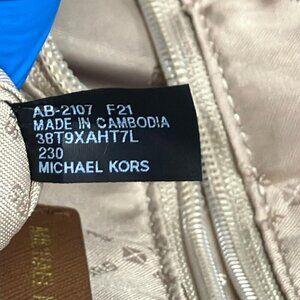 AB-2107 F21
MADE IN CAMBODIA
38T9XAHT7L
230
MICHAEL KORS